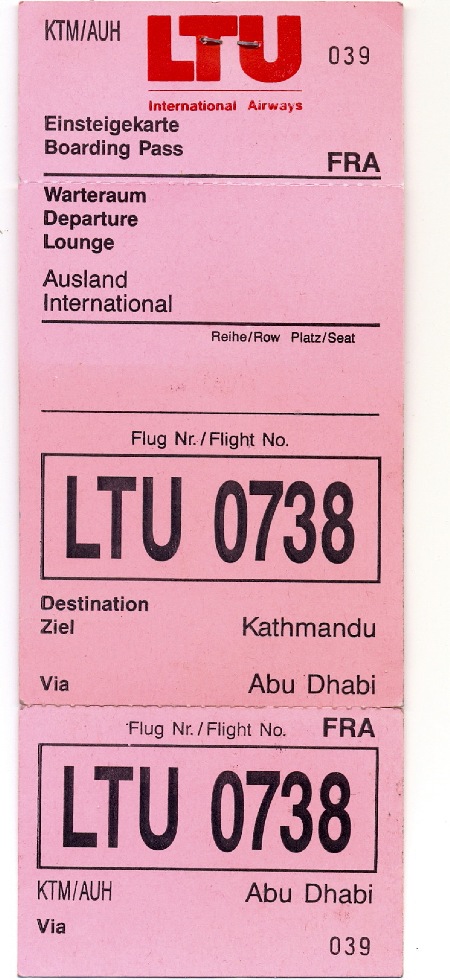 KTM/AUH
LTU
039
International Airways
Einsteigekarte
Boarding Pass
FRA
Warteraum
Departure
Lounge
Ausland
International
Reihe/Row Platz/Seat
Flug Nr./Flight No.
LTU 0738
Destination
Ziel Kathmandu
Via Abu Dhabi
Flug Nr./Flight No. FRA
LTU 0738
KTM/AUH Abu Dhabi
Via
039